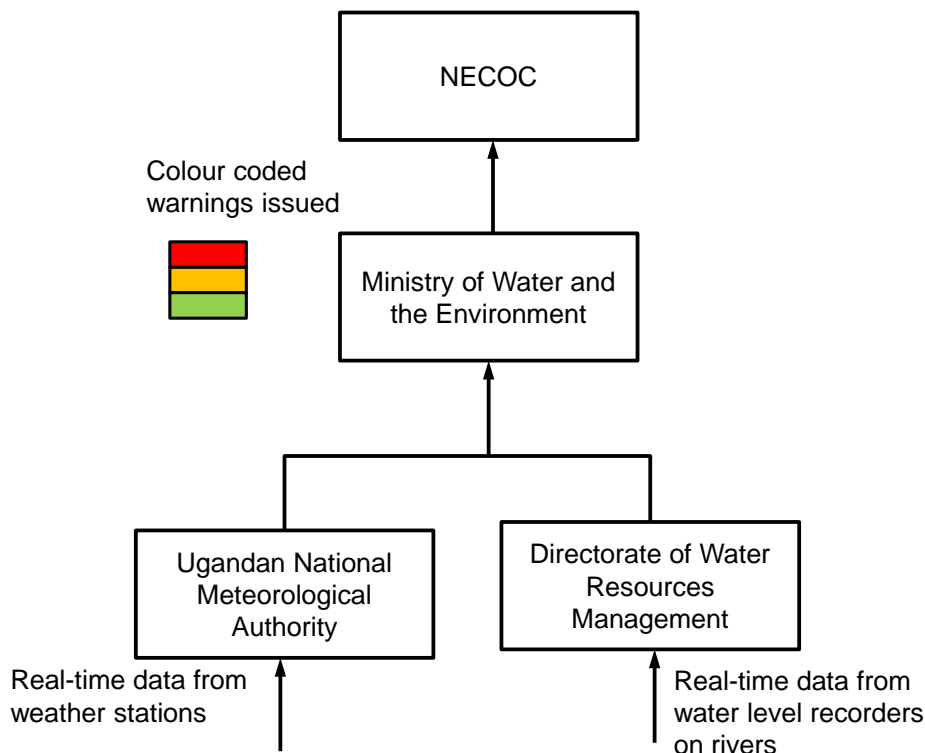 NECOC
Colour coded
warnings issued
Ministry of Water and
the Environment
Ugandan National
Meteorological
Authority
Directorate of Water
Resources
Management
Real-time data from
weather stations
Real-time data from
water level recorders
on rivers